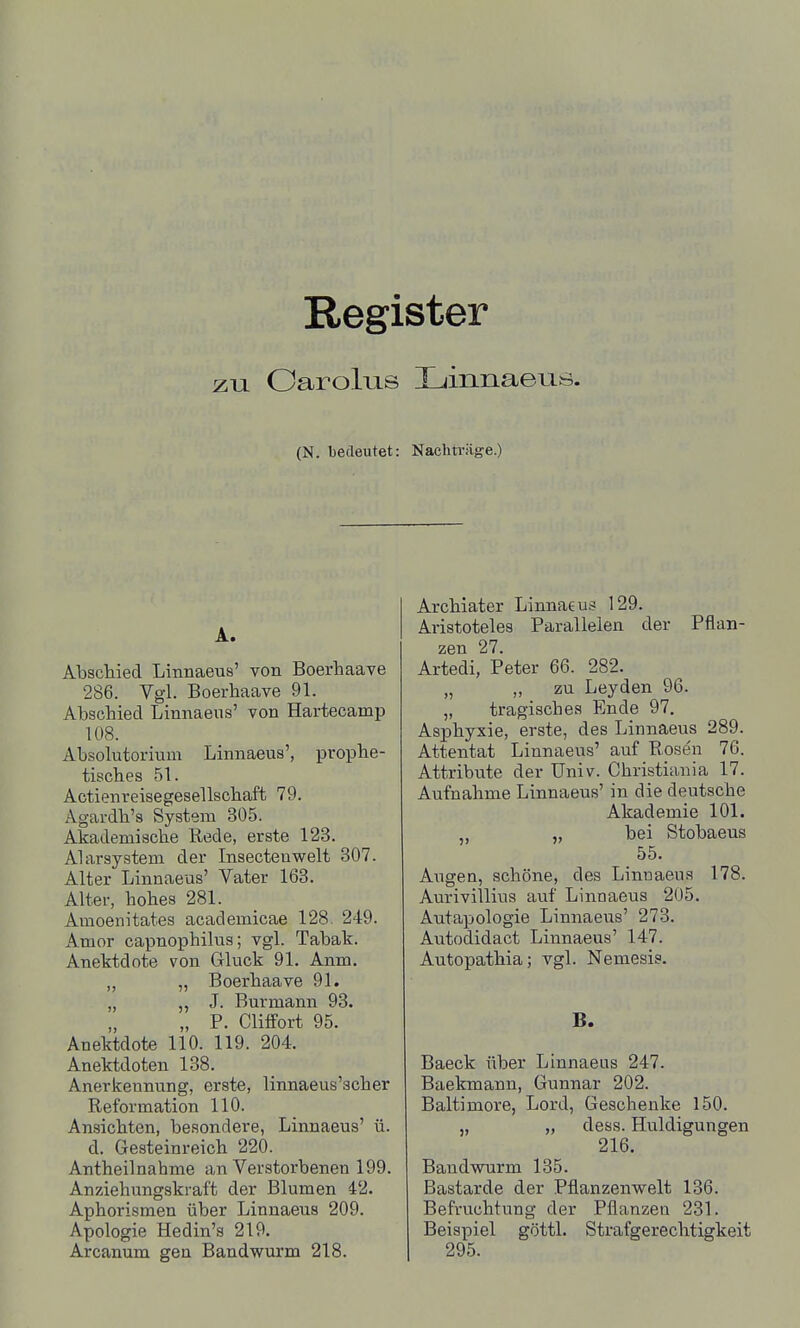 Register
zu Carolus Linnaeus.
(N. bedeutet: Nachträge.)
A.
Abschied Linnaeus’ von Boerhaave
286. Vgl. Boerhaave 91.
Abschied Linnaeus’ von Hartecamp
108.
Absolutorium Linnaeus’, prophe-
tisches 51.
Actienreisegesellschaft 79.
Agardh’s System 305.
Akademische Rede, erste 123.
Alarsystem der Insectenwelt 307.
Alter Linnaeus’ Vater 163.
Alter, hohes 281.
Amoenitates academicae 128. 249.
Amor capnophilus; vgl. Tabak.
Anektdote von Gluck 91. Anm.
„ „ Boerhaave 91.
„ „ J. Burmann 93.
„ „ P. Cliffort 95.
Anektdote 110. 119. 204.
Anektdoten 138.
Anerkennung, erste, linnaeus’scher
Reformation 110.
Ansichten, besondere, Linnaeus’ ü.
d. Gesteinreich 220.
Antheilnahme an Verstorbenen 199.
Anziehungskraft der Blumen 42.
Aphorismen über Linnaeus 209.
Apologie Hedin’s 219.
Arcanum gen Bandwurm 218.
Archiater Linnaeus 129.
Aristoteles Parallelen der Pflan-
zen 27.
Artedi, Peter 66. 282.
„ „ zu Leyden 96.
„ tragisches Ende 97.
Asphyxie, erste, des Linnaeus 289.
Attentat Linnaeus’ auf Rosén 76.
Attribute der Univ. Christiania 17.
Aufnahme Linnaeus’ in die deutsche
Akademie 101.
„ „ bei Stobaeus
55.
Augen, schöne, des Linnaeus 178.
Aurivillius auf Linnaeus 205.
Autapologie Linnaeus’ 273.
Autodidact Linnaeus’ 147.
Autopathia; vgl. Nemesis.
B.
Baeck über Linnaeus 247.
Baekmann, Gunnar 202.
Baltimore, Lord, Geschenke 150.
„ „ dess. Huldigungen
216.
Bandwurm 135.
Bastarde der Pflanzenwelt 136.
Befruchtung der Pflanzen 231.
Beispiel göttl. Strafgerechtigkeit
295.